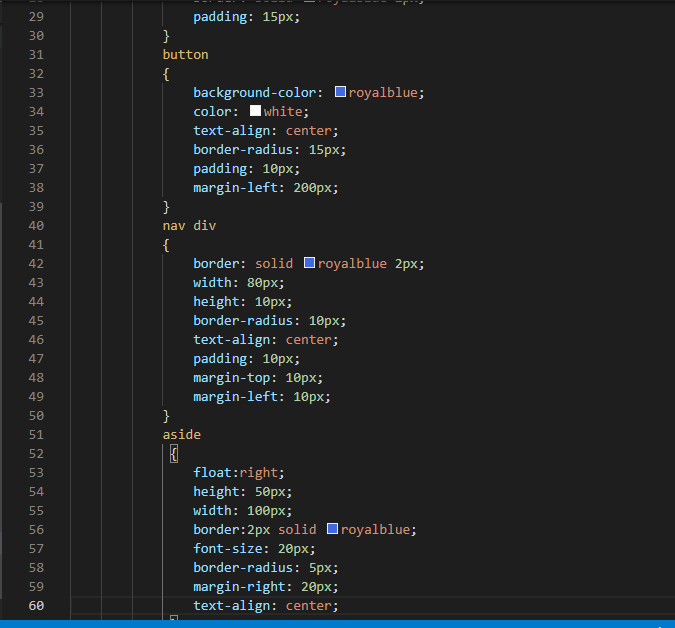 29 padding: 15px;
30 }
31 button
32 {
33 background-color: royalblue;
34 color: white;
35 text-align: center;
36 border-radius: 15px;
37 padding: 10px;
38 margin-left: 200px;
39 }
40 nav div
41 {
42 border: solid royalblue 2px;
43 width: 80px;
44 height: 10px;
45 border-radius: 10px;
46 text-align: center;
47 padding: 10px;
48 margin-top: 10px;
49 margin-left: 10px;
50 }
51 aside
52 {
53 float:right;
54 height: 50px;
55 width: 100px;
56 border:2px solid royalblue;
57 font-size: 20px;
58 border-radius: 5px;
59 margin-right: 20px;
60 text-align: center;